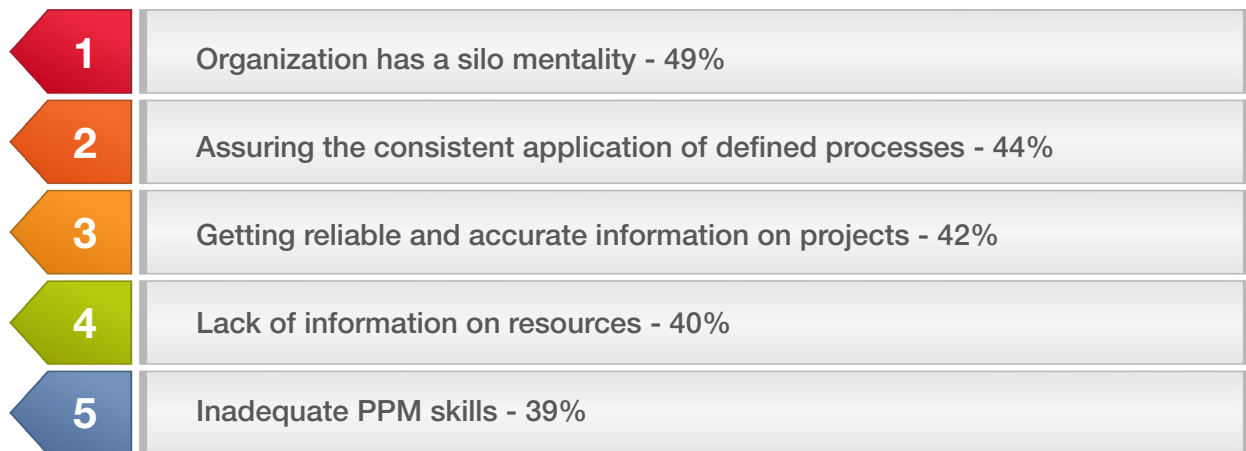 1 Organization has a silo mentality - 49%
2 Assuring the consistent application of defined processes - 44%
3 Getting reliable and accurate information on projects - 42%
4 Lack of information on resources - 40%
5 Inadequate PPM skills - 39%